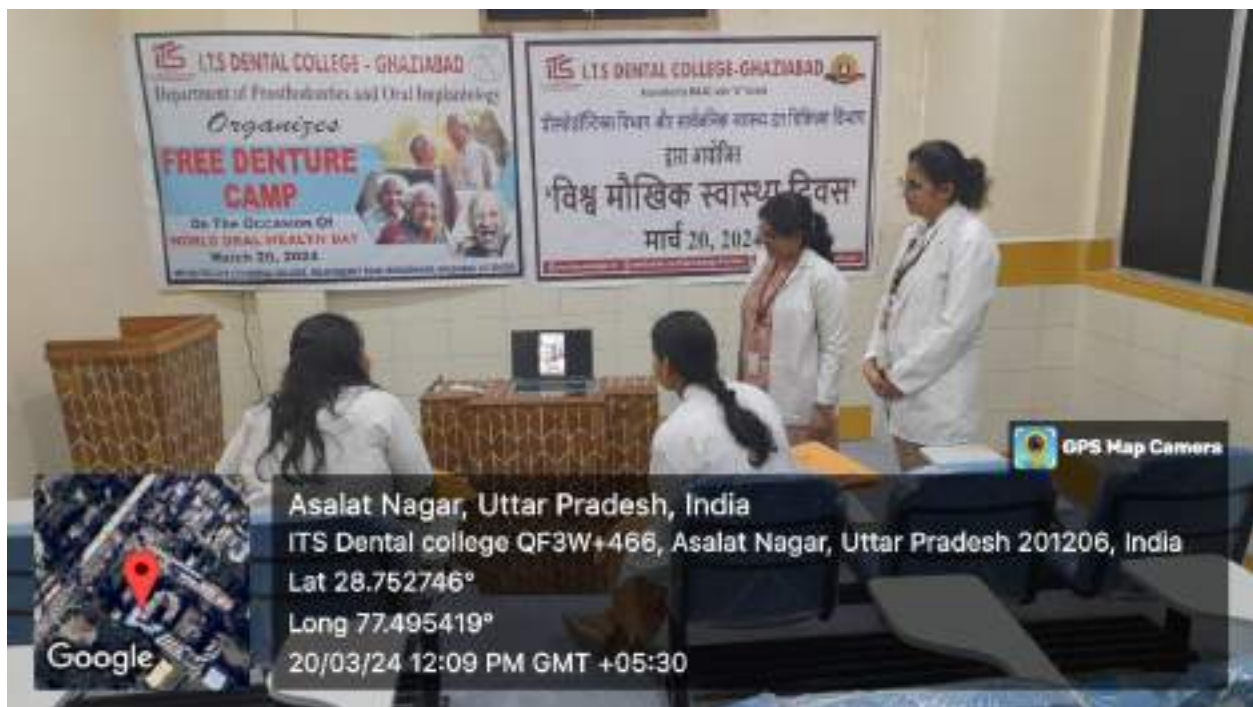 iTS I.T.S DENTAL COLLEGE - GHAZIABAD
Department of Prosthodontics and Oral Implantology
Organizes
FREE DENTURE
CAMP
On The Occasion Of
WORLD ORAL HEALTH DAY
March 20, 2024
iTS I.T.S DENTAL COLLEGE-GHAZIABAD
द्वारा आयोजित
'विश्व मौखिक स्वास्थ्य दिवस'
मार्च 20, 2024
GPS Map Camera
Asalat Nagar, Uttar Pradesh, India
ITS Dental college QF3W+466, Asalat Nagar, Uttar Pradesh 201206, India
Lat 28.752746°
Long 77.495419°
20/03/24 12:09 PM GMT +05:30
Google